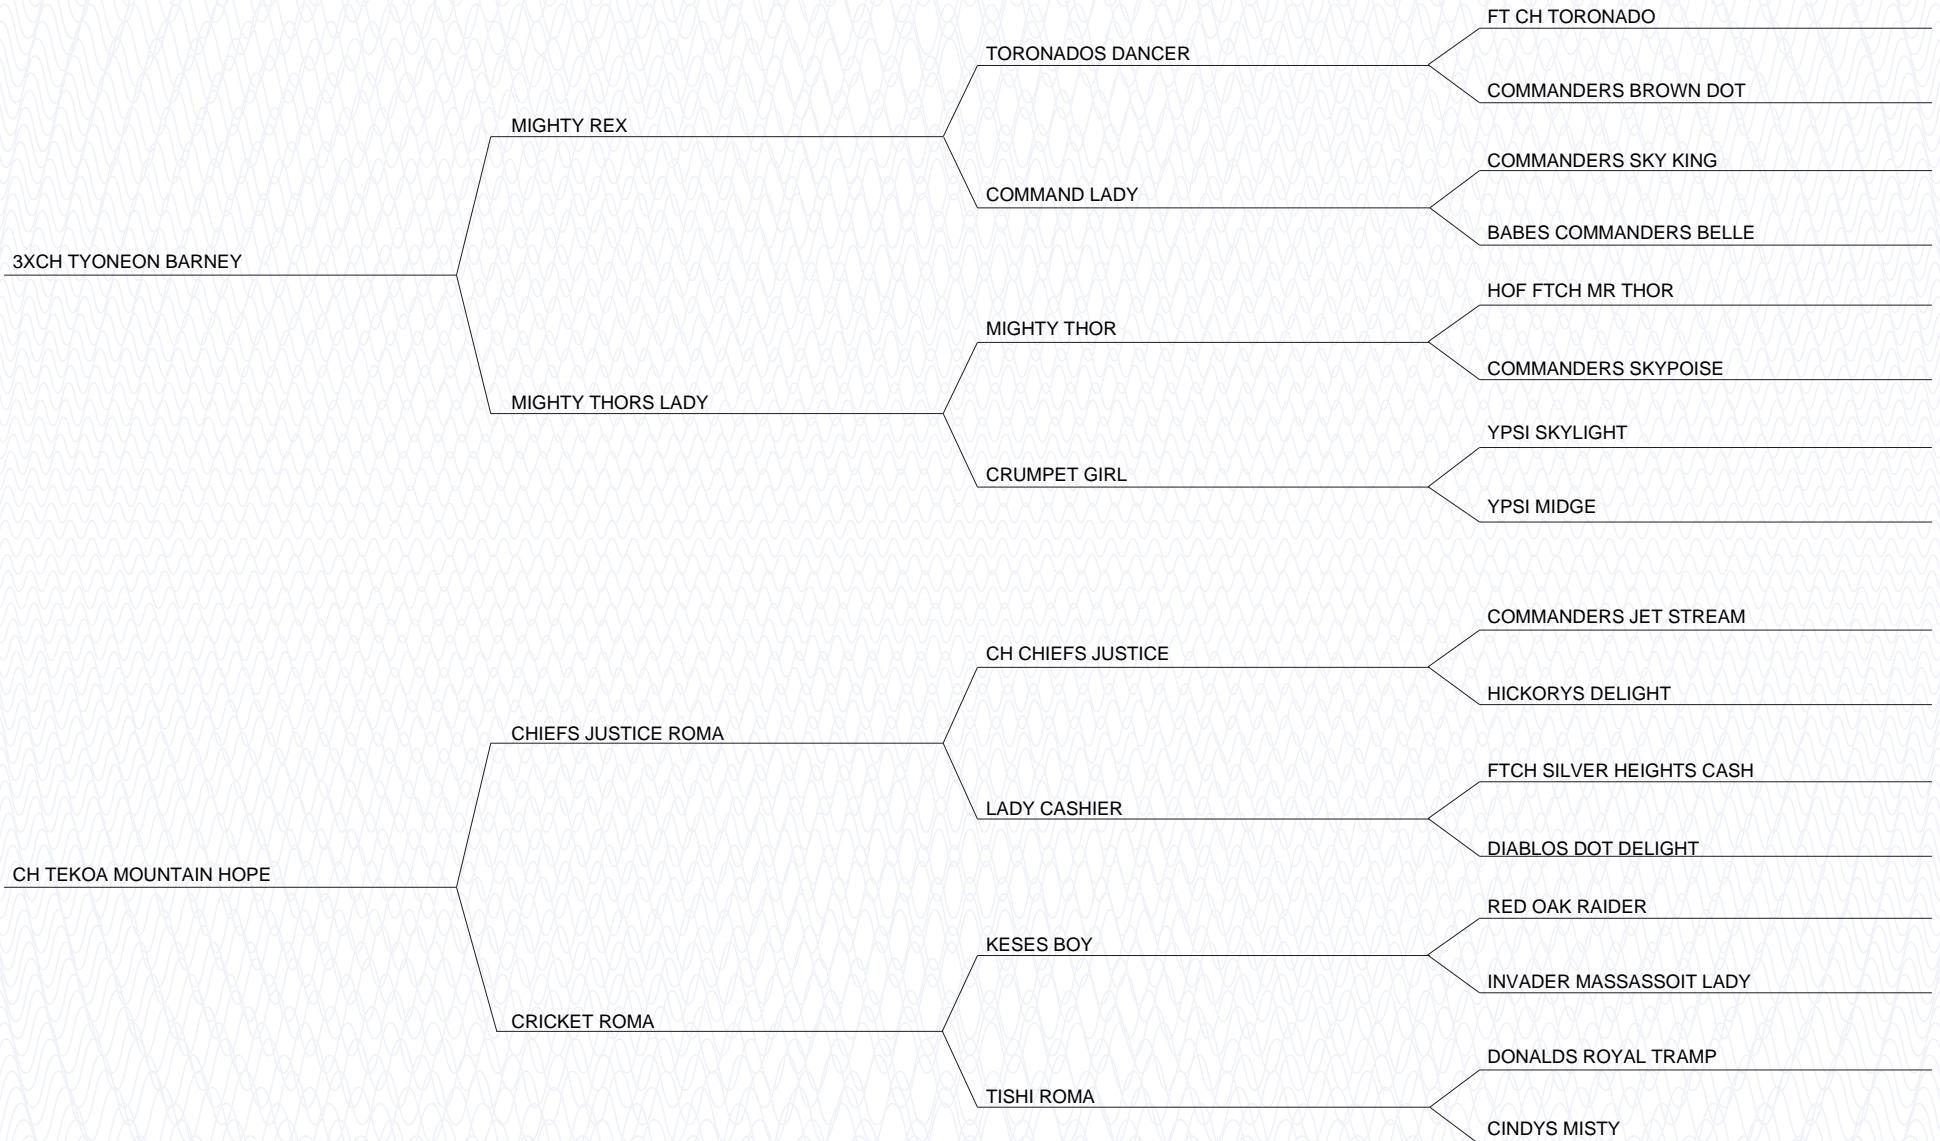 FT CH TORONADO
TORONADOS DANCER
COMMANDERS BROWN DOT
MIGHTY REX
COMMANDERS SKY KING
COMMAND LADY
BABES COMMANDERS BELLE
3XCH TYONEON BARNEY
HOF FTCH MR THOR
MIGHTY THOR
COMMANDERS SKYPOISE
MIGHTY THORS LADY
YPSI SKYLIGHT
CRUMPET GIRL
YPSI MIDGE
COMMANDERS JET STREAM
CH CHIEFS JUSTICE
HICKORYS DELIGHT
CHIEFS JUSTICE ROMA
FTCH SILVER HEIGHTS CASH
LADY CASHIER
DIABLOS DOT DELIGHT
CH TEKOA MOUNTAIN HOPE
RED OAK RAIDER
KESES BOY
INVADER MASSASSOIT LADY
CRICKET ROMA
DONALDS ROYAL TRAMP
TISHI ROMA
CINDYS MISTY